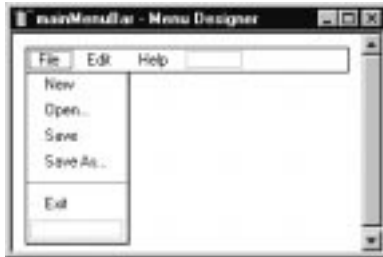 mainMenuBar - Menu Designer
File Edit Help
New
Open...
Save
Save As...
Exit